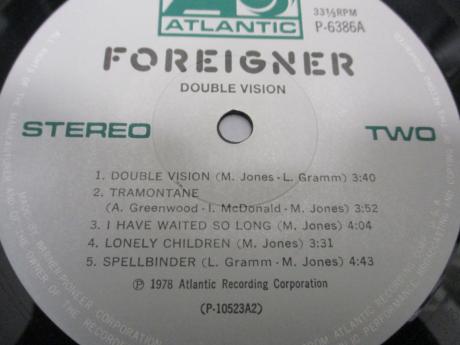 ATLANTIC
33⅓RPM
P-6386A
FOREIGNER
DOUBLE VISION
STEREO
TWO
1. DOUBLE VISION (M. Jones-L. Gramm) 3:40
2. TRAMONTANE
(A. Greenwood-I. McDonald-M. Jones) 3:52
3. I HAVE WAITED SO LONG (M. Jones) 4:04
4. LONELY CHILDREN (M. Jones) 3:31
5. SPELLBINDER (L. Gramm-M. Jones) 4:43
Ⓟ 1978 Atlantic Recording Corporation
(P-10523A2)